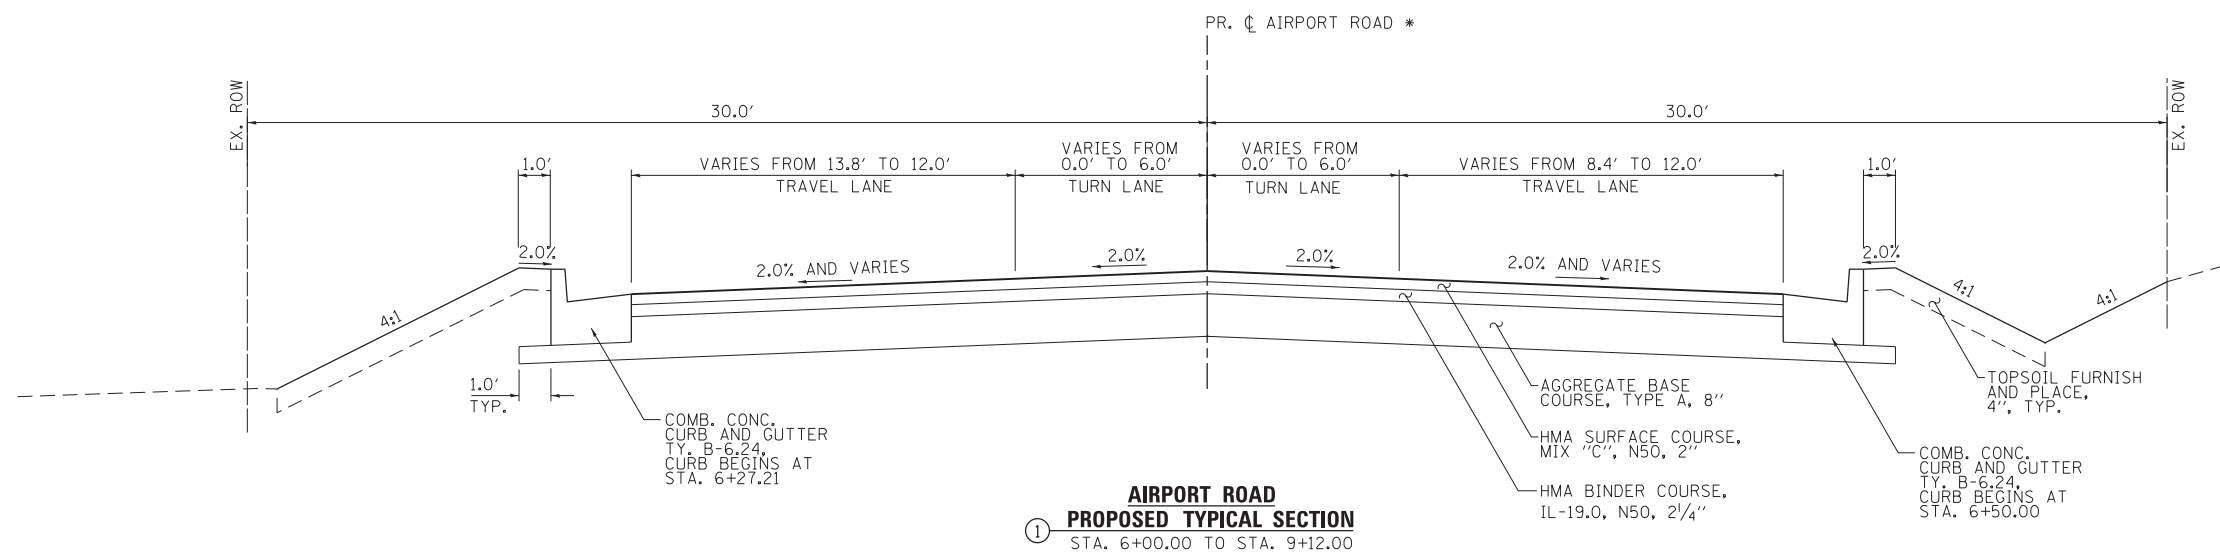 PR. ℄ AIRPORT ROAD *
EX. ROW
30.0'
30.0'
EX. ROW
1.0'
VARIES FROM 13.8' TO 12.0'
TRAVEL LANE
VARIES FROM
0.0' TO 6.0'
TURN LANE
VARIES FROM
0.0' TO 6.0'
TURN LANE
VARIES FROM 8.4' TO 12.0'
TRAVEL LANE
1.0'
2.0%
2.0% AND VARIES
2.0%
2.0%
2.0% AND VARIES
2.0%
4:1
4:1
4:1
1.0'
TYP.
COMB. CONC.
CURB AND GUTTER
TY. B-6.24,
CURB BEGINS AT
STA. 6+27.21
AGGREGATE BASE
COURSE, TYPE A, 8"
HMA SURFACE COURSE,
MIX "C", N50, 2"
HMA BINDER COURSE,
IL-19.0, N50, 2 1/4"
TOPSOIL FURNISH
AND PLACE,
4", TYP.
COMB. CONC.
CURB AND GUTTER
TY. B-6.24,
CURB BEGINS AT
STA. 6+50.00
AIRPORT ROAD
1 PROPOSED TYPICAL SECTION
STA. 6+00.00 TO STA. 9+12.00